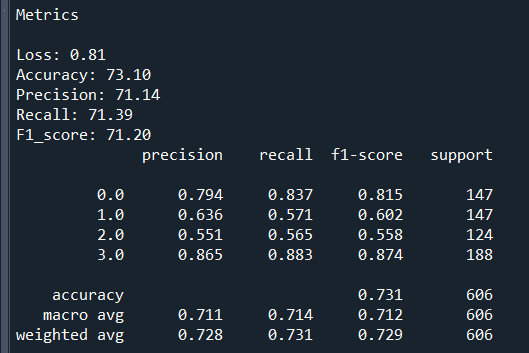 Metrics
Loss: 0.81
Accuracy: 73.10
Precision: 71.14
Recall: 71.39
F1_score: 71.20
precision recall f1-score support
0.0 0.794 0.837 0.815 147
1.0 0.636 0.571 0.602 147
2.0 0.551 0.565 0.558 124
3.0 0.865 0.883 0.874 188
accuracy 0.731 606
macro avg 0.711 0.714 0.712 606
weighted avg 0.728 0.731 0.729 606